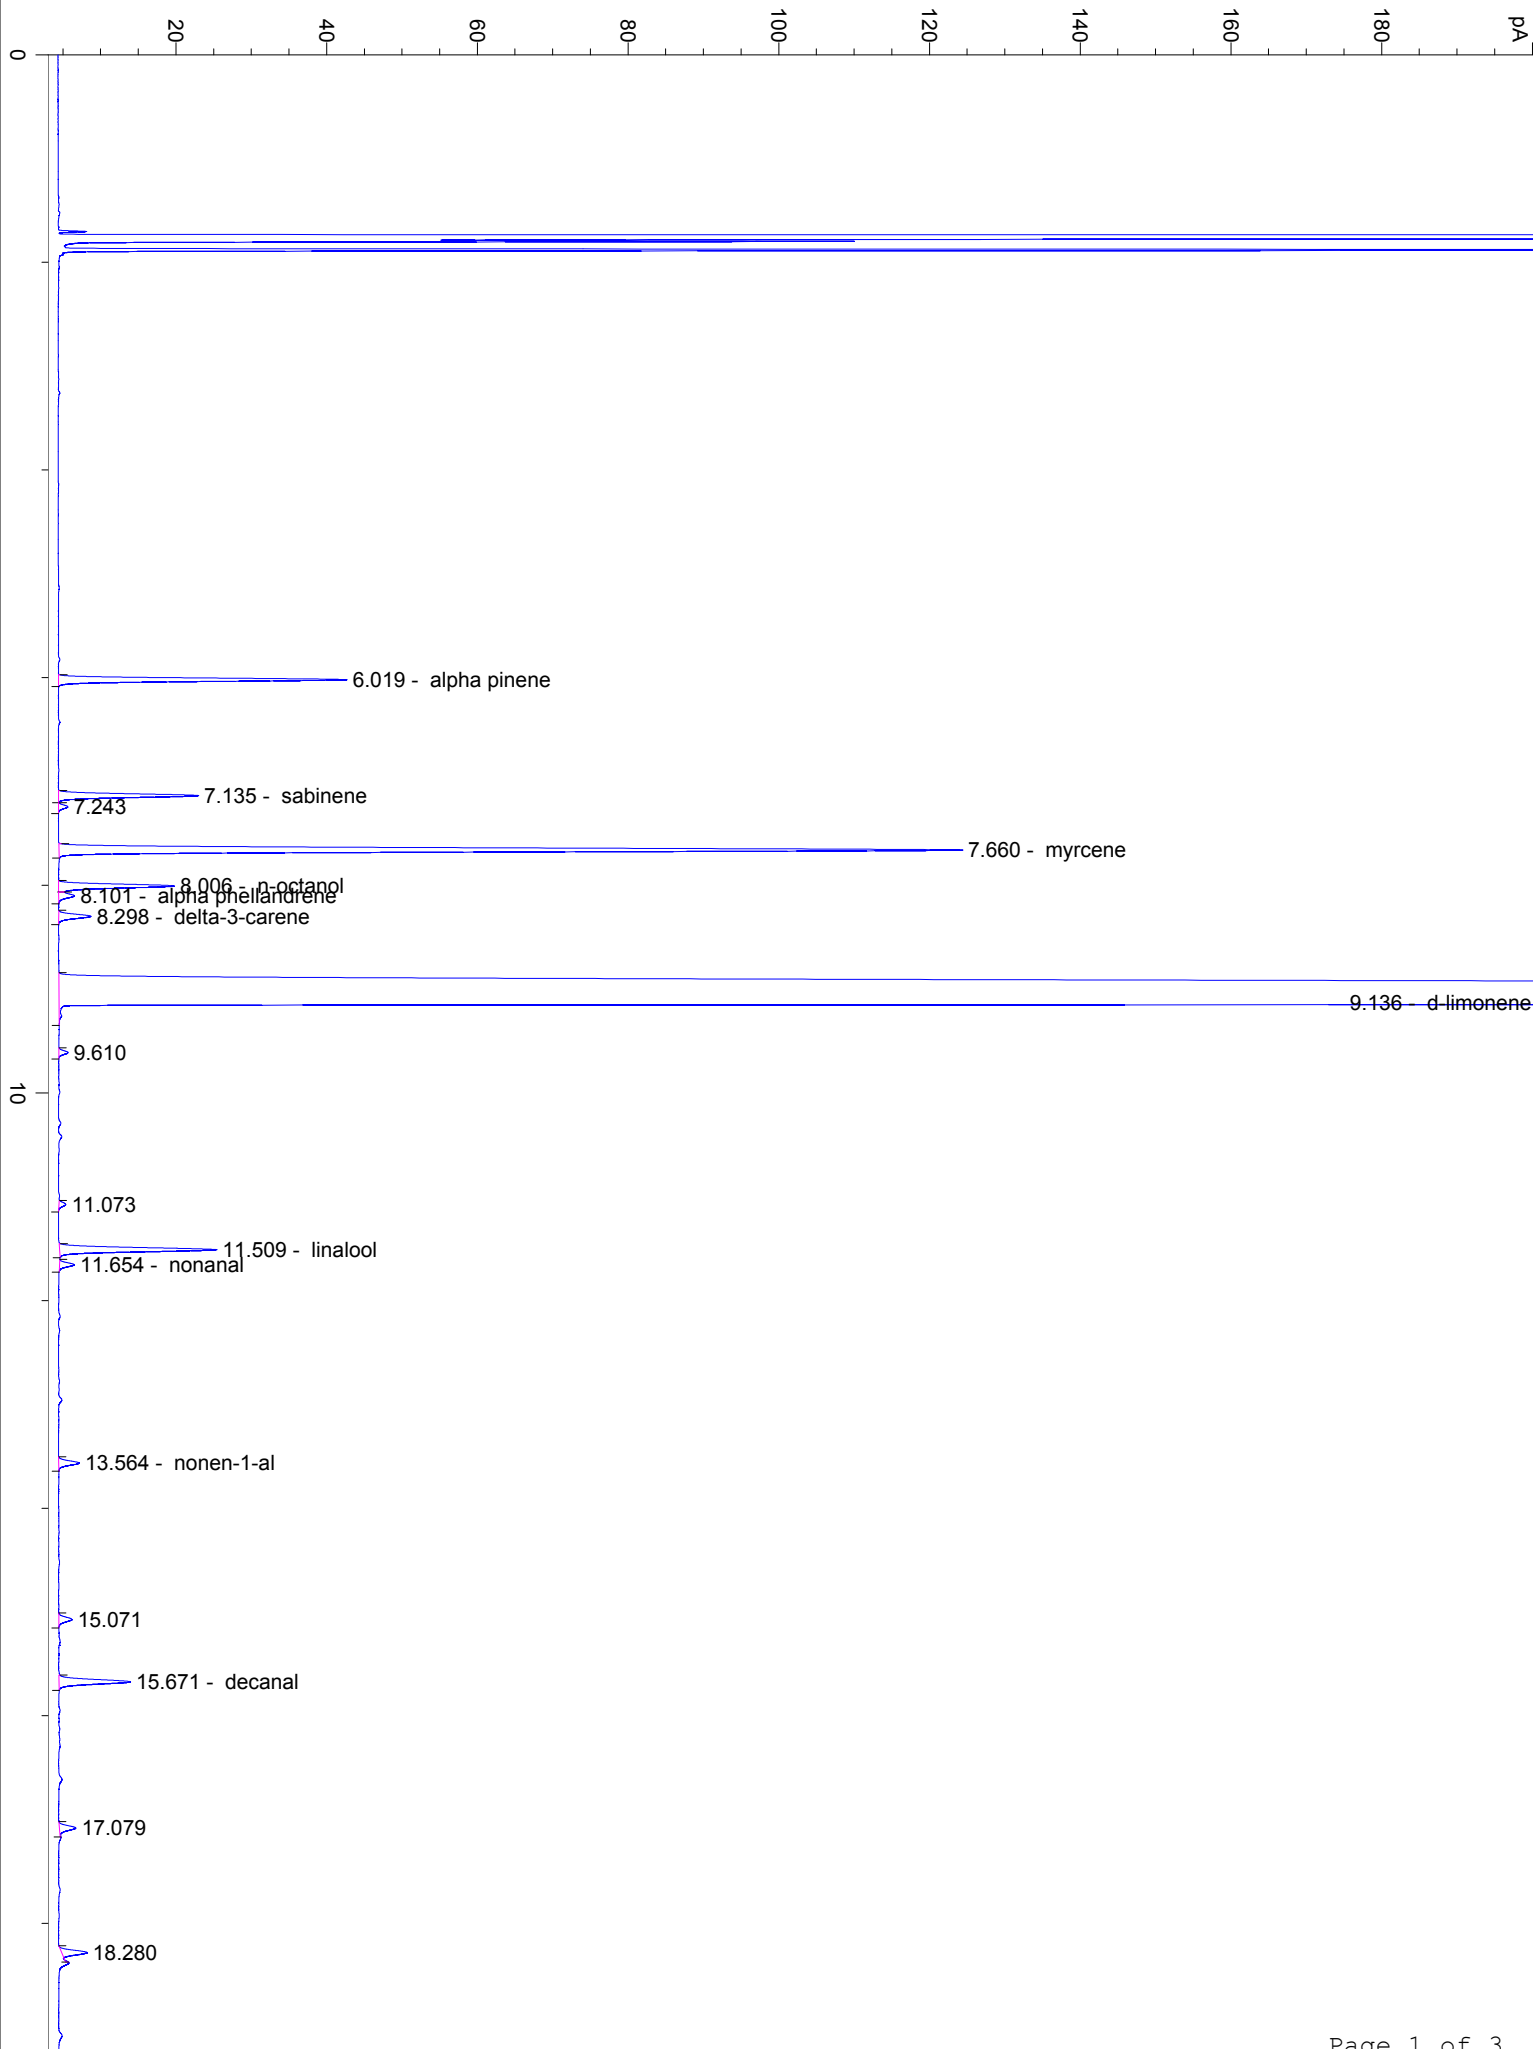 20
40
60
80
100
120
140
160
180
pA
0
6.019 - alpha pinene
7.135 - sabinene
7.243
7.660 - myrcene
8.006 - n-octanol
8.101 - alpha phellandrene
8.298 - delta-3-carene
9.136 - d-limonene
9.610
10
11.073
11.509 - linalool
11.654 - nonanal
13.564 - nonen-1-al
15.071
15.671 - decanal
17.079
18.280
Page 1 of 3